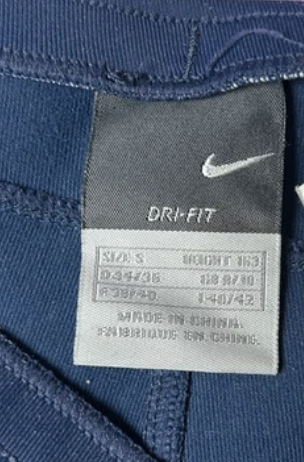 DRI-FIT
SIZE S HEIGHT 163
D 34/36 GB 8/10
F 38/40 I 40/42
MADE IN CHINA.
FABRIQUE EN CHINE.